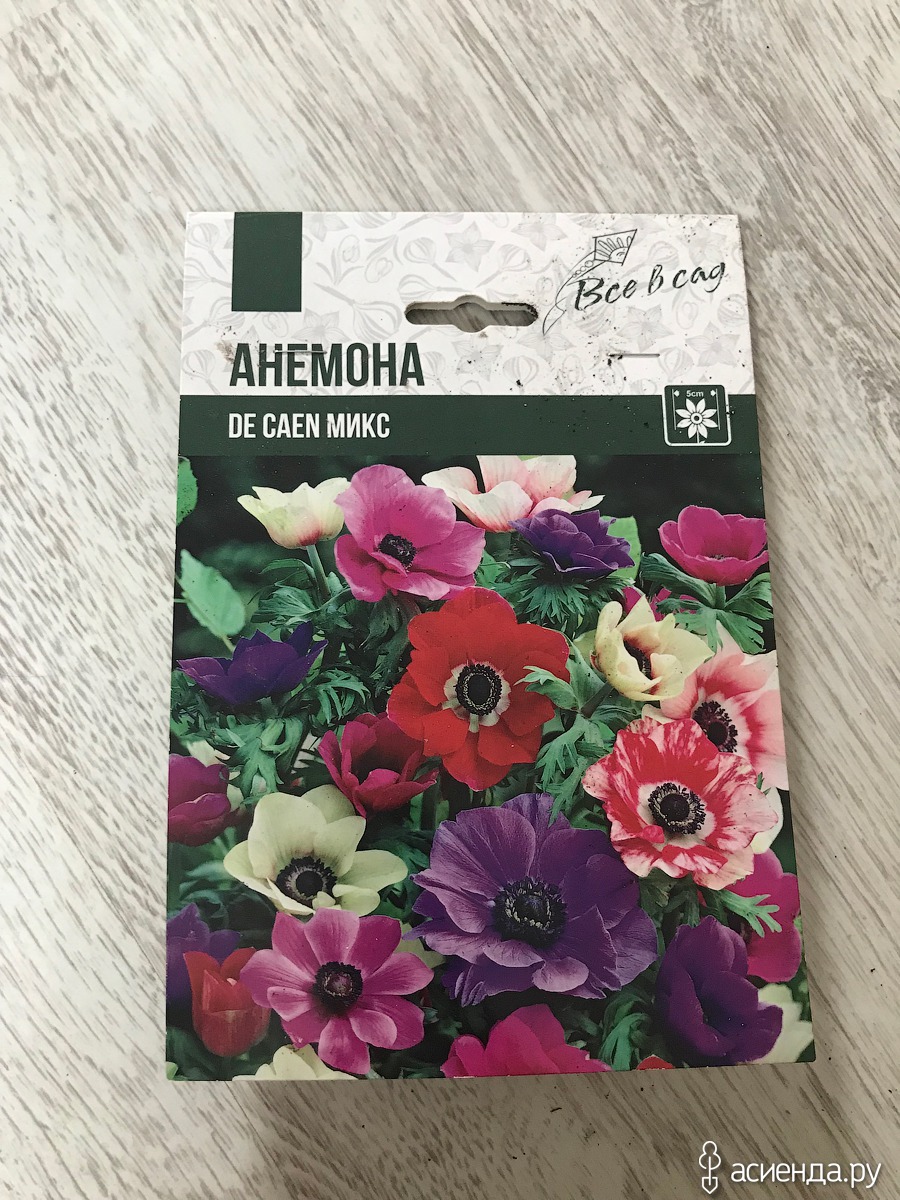 Все в сад
АНЕМОНА
5cm
DE CAEN МИКС
асиенда.ру